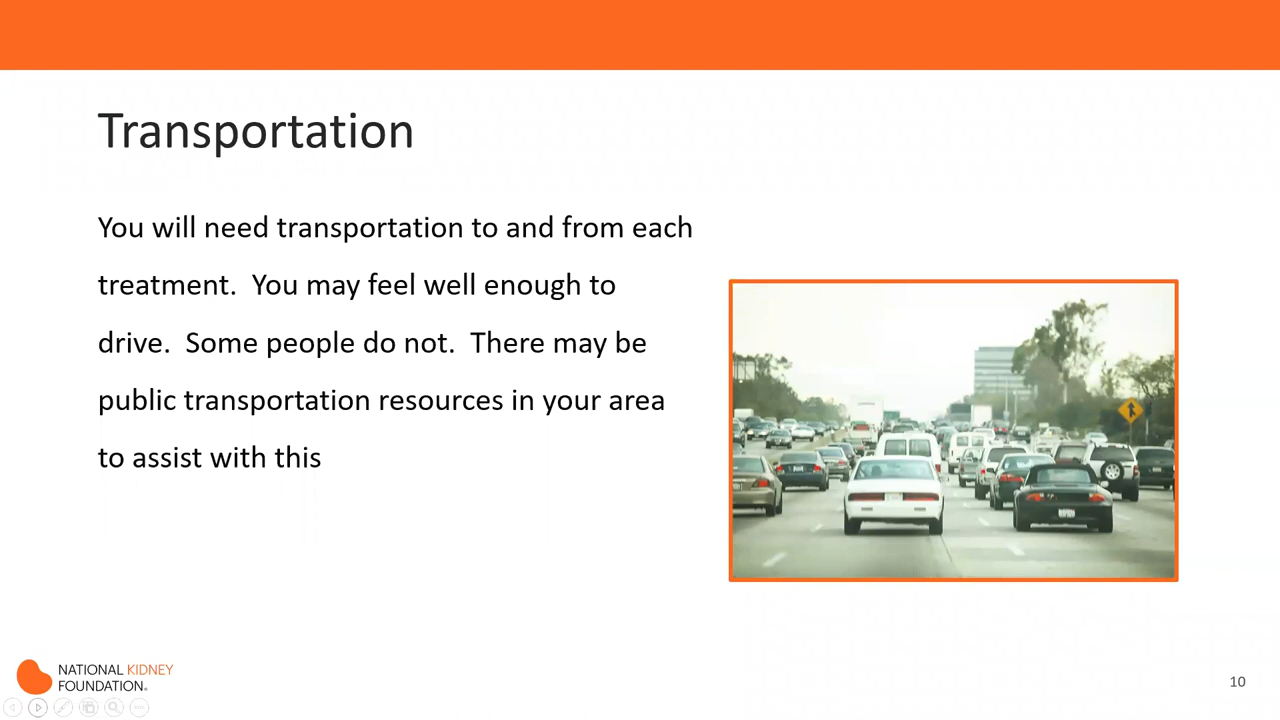 Transportation
You will need transportation to and from each
treatment.  You may feel well enough to
drive.  Some people do not.  There may be
public transportation resources in your area
to assist with this
NATIONAL KIDNEY
FOUNDATION®
10